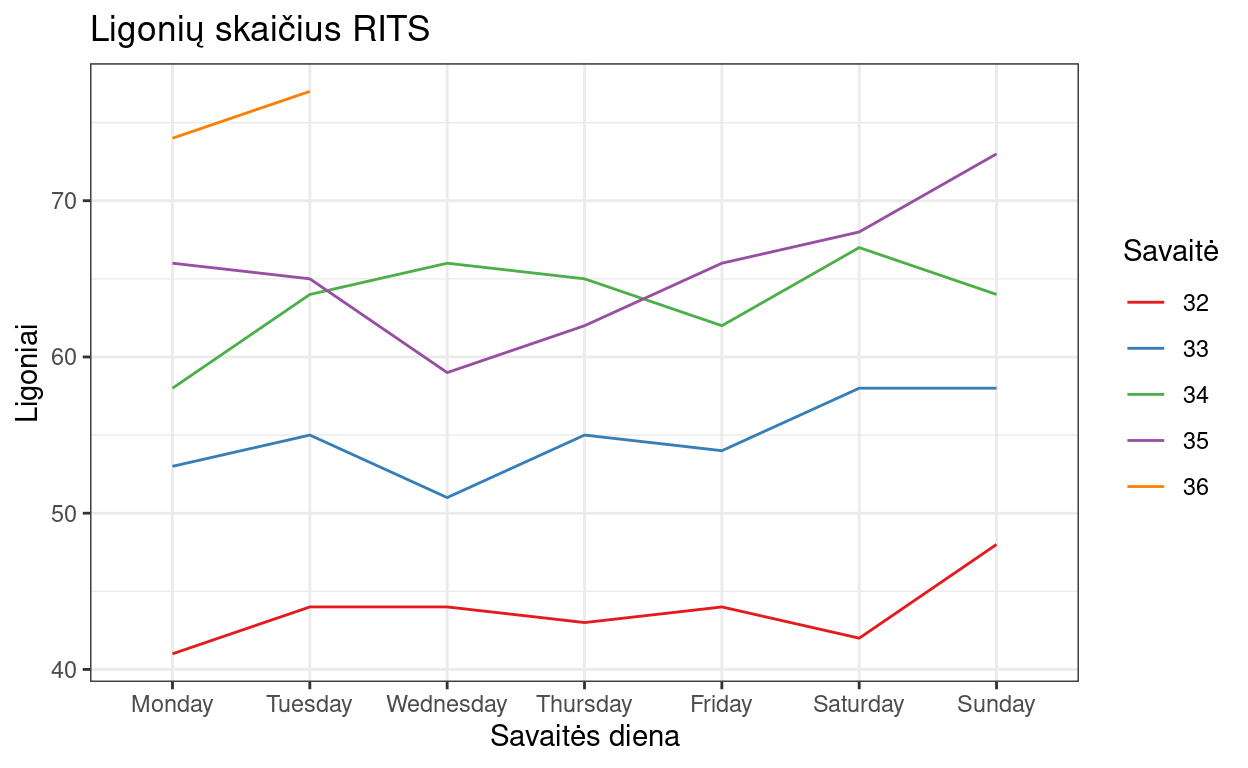 Ligonių skaičius RITS
Ligoniai
70
60
50
40
Monday Tuesday Wednesday Thursday Friday Saturday Sunday
Savaitės diena
Savaitė
32
33
34
35
36